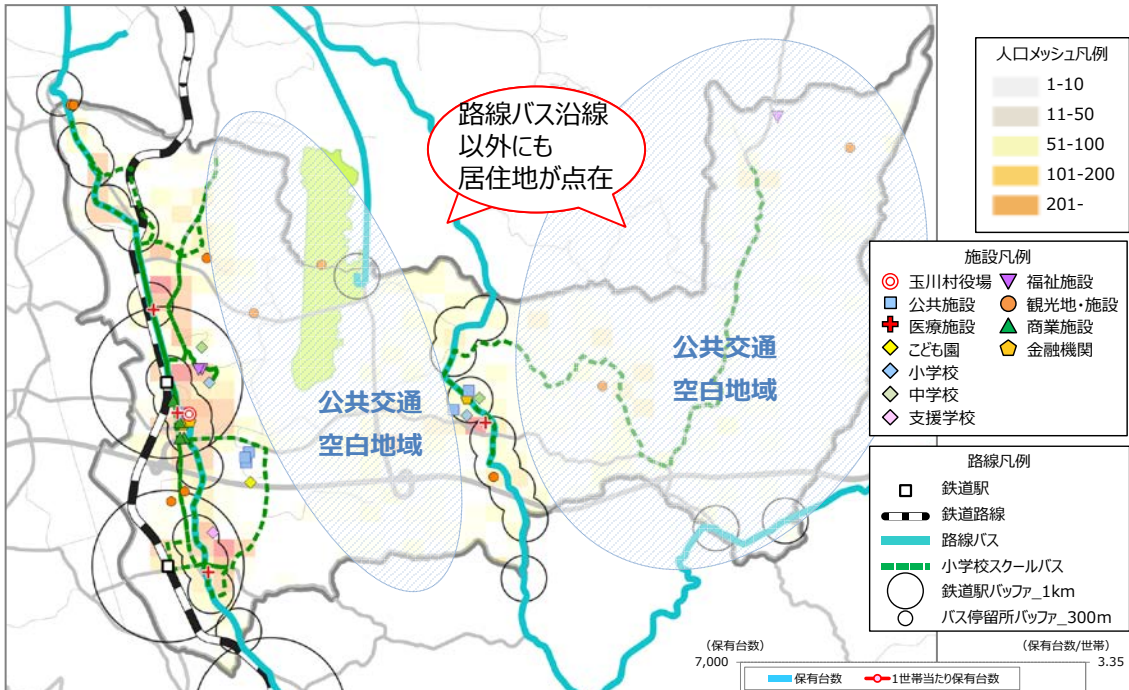 路線バス沿線
以外にも
居住地が点在
公共交通
空白地域
公共交通
空白地域
人口メッシュ凡例
1-10
11-50
51-100
101-200
201-
施設凡例
玉川村役場
福祉施設
公共施設
観光地・施設
医療施設
商業施設
こども園
金融機関
小学校
中学校
支援学校
路線凡例
鉄道駅
鉄道路線
路線バス
小学校スクールバス
鉄道駅バッファ_1km
バス停留所バッファ_300m
(保有台数)
(保有台数/世帯)
7,000
3.35
保有台数
1世帯当たり保有台数